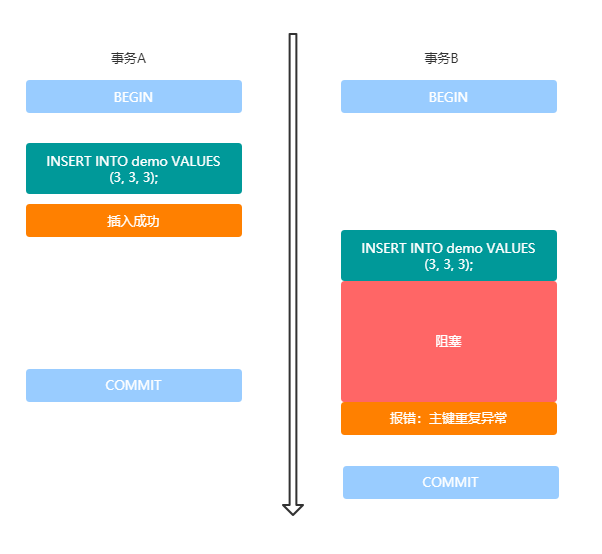 事务A
事务B
BEGIN
BEGIN
INSERT INTO demo VALUES
(3, 3, 3);
插入成功
INSERT INTO demo VALUES
(3, 3, 3);
阻塞
COMMIT
报错：主键重复异常
COMMIT